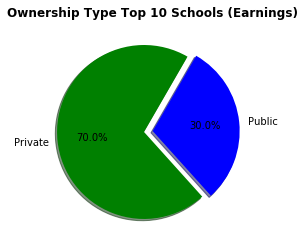 Ownership Type Top 10 Schools (Earnings)
Public
30.0%
70.0%
Private